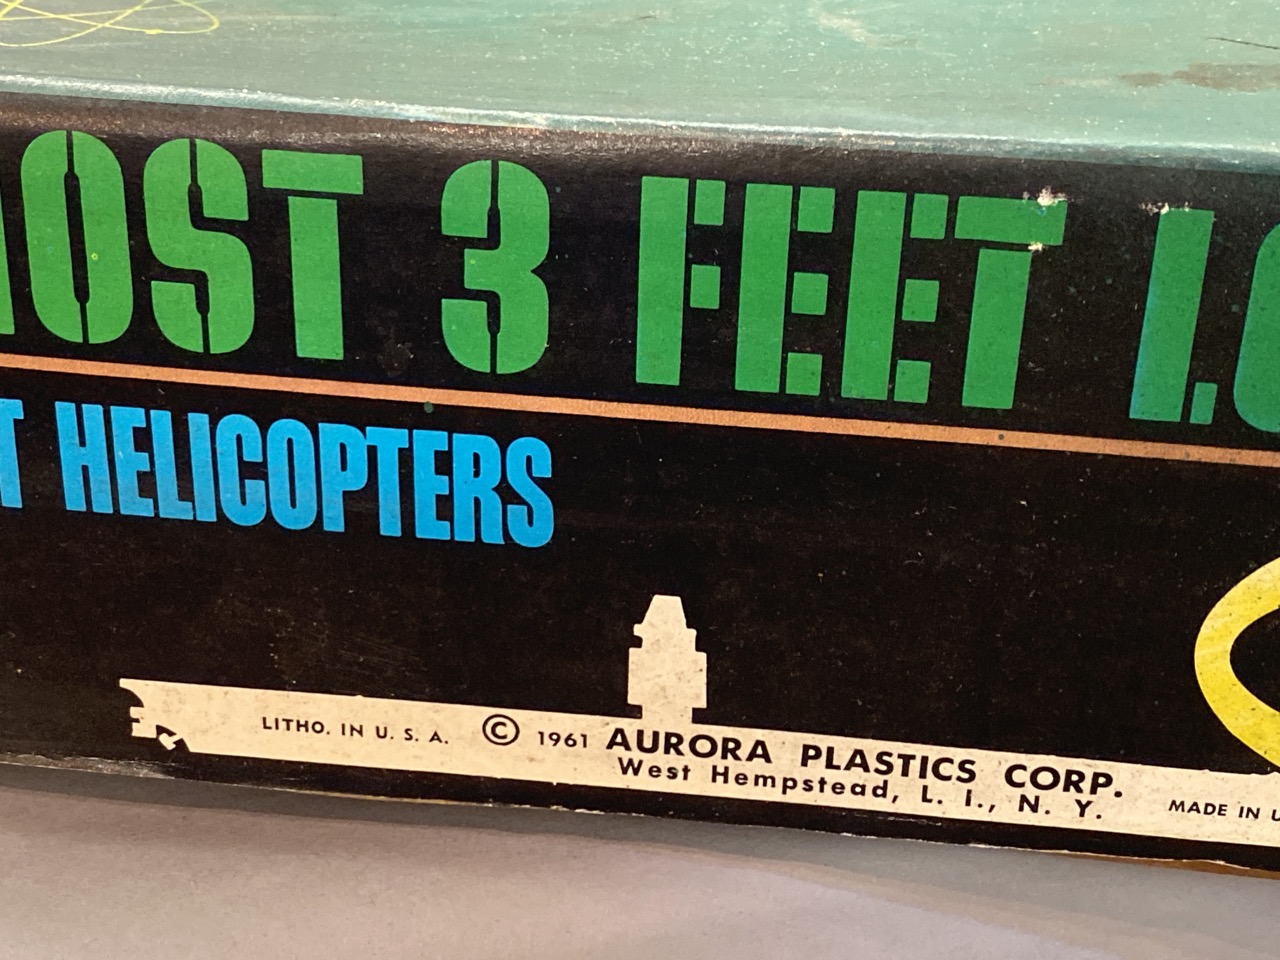 OST 3 FEET
T HELICOPTERS
LITHO. IN U. S. A. © 1961 AURORA PLASTICS CORP.
West Hempstead, L. I., N. Y.
MADE IN U